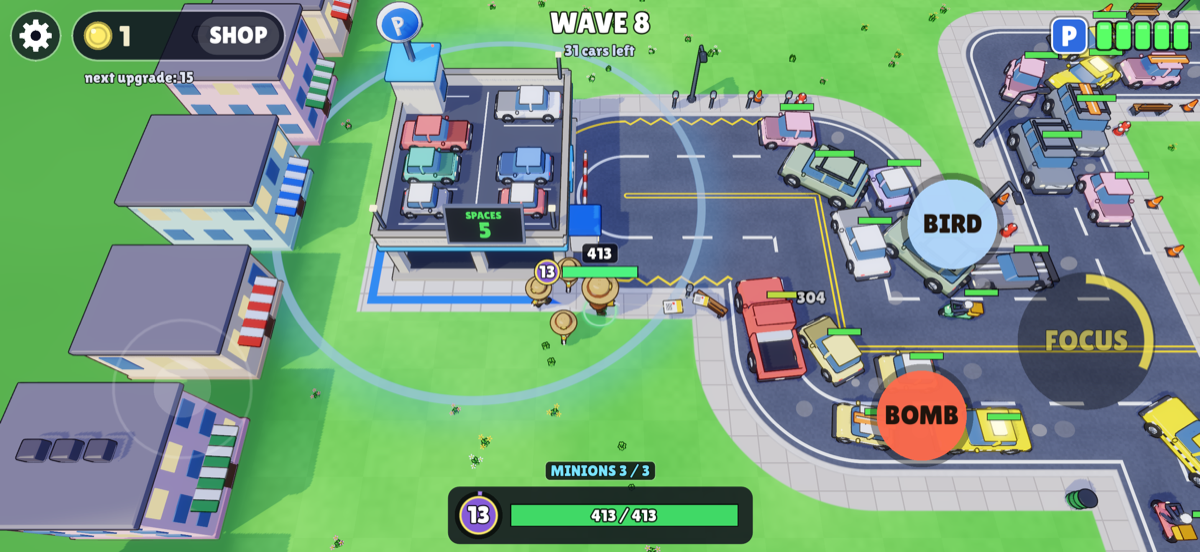 1
SHOP
next upgrade: 15
P
WAVE 8
31 cars left
P
SPACES
5
BIRD
413
13
304
FOCUS
BOMB
MINIONS 3 / 3
13
413 / 413